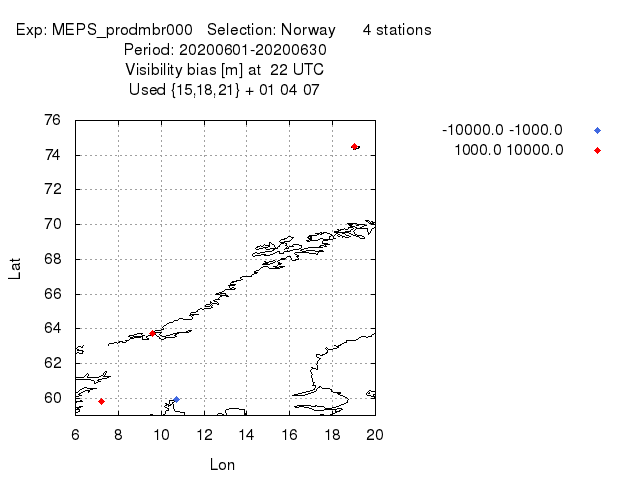 Exp: MEPS_prodmbr000   Selection: Norway      4 stations
Period: 20200601-20200630
Visibility bias [m] at  22 UTC
Used {15,18,21} + 01 04 07
-10000.0 -1000.0
1000.0 10000.0
76
74
72
70
68
66
64
62
60
Lat
6 8 10 12 14 16 18 20
Lon